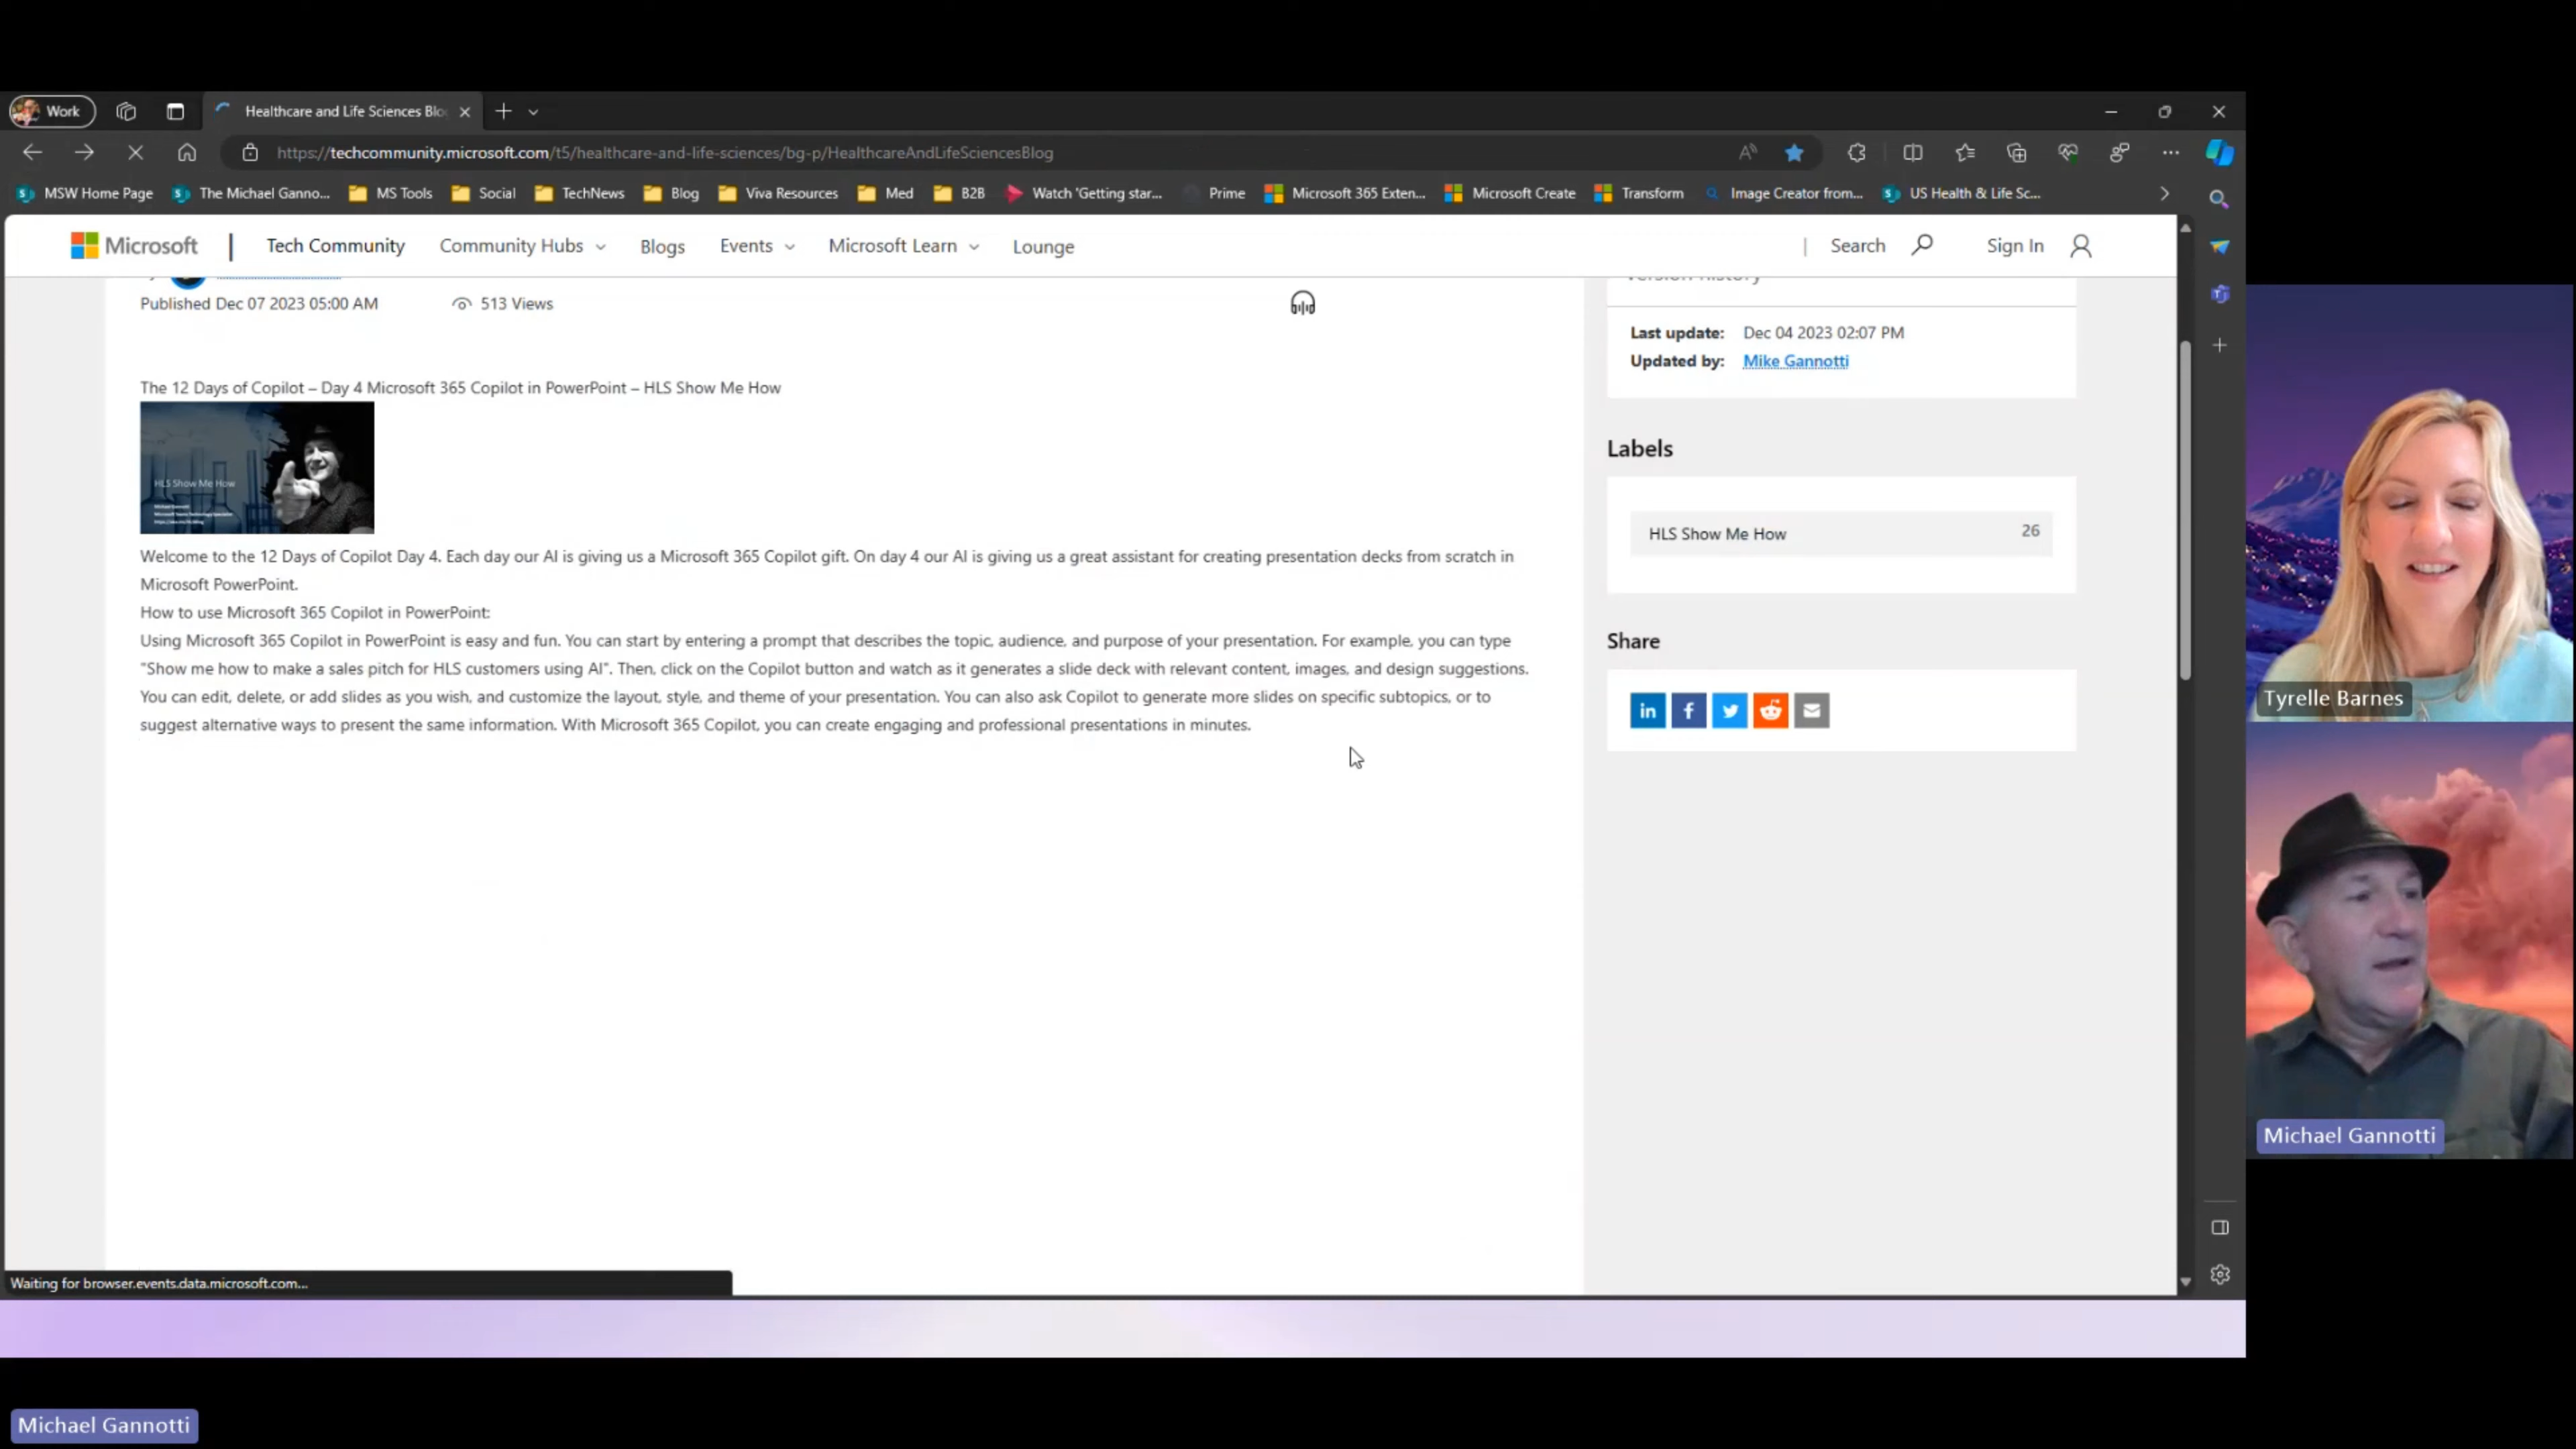 Work
Healthcare and Life Sciences Blo
https://techcommunity.microsoft.com/t5/healthcare-and-life-sciences/bg-p/HealthcareAndLifeSciencesBlog
MSW Home Page
The Michael Ganno...
MS Tools
Social
TechNews
Blog
Viva Resources
Med
B2B
Watch 'Getting star...
Prime
Microsoft 365 Exten...
Microsoft Create
Transform
Image Creator from...
US Health & Life Sc...
Microsoft
Tech Community
Community Hubs
Blogs
Events
Microsoft Learn
Lounge
Search
Sign In
Published Dec 07 2023 05:00 AM
513 Views
The 12 Days of Copilot – Day 4 Microsoft 365 Copilot in PowerPoint – HLS Show Me How
HLS Show Me How
Welcome to the 12 Days of Copilot Day 4. Each day our AI is giving us a Microsoft 365 Copilot gift. On day 4 our AI is giving us a great assistant for creating presentation decks from scratch in
Microsoft PowerPoint.
How to use Microsoft 365 Copilot in PowerPoint:
Using Microsoft 365 Copilot in PowerPoint is easy and fun. You can start by entering a prompt that describes the topic, audience, and purpose of your presentation. For example, you can type
"Show me how to make a sales pitch for HLS customers using AI". Then, click on the Copilot button and watch as it generates a slide deck with relevant content, images, and design suggestions.
You can edit, delete, or add slides as you wish, and customize the layout, style, and theme of your presentation. You can also ask Copilot to generate more slides on specific subtopics, or to
suggest alternative ways to present the same information. With Microsoft 365 Copilot, you can create engaging and professional presentations in minutes.
Version history
Last update: Dec 04 2023 02:07 PM
Updated by: Mike Gannotti
Labels
HLS Show Me How 26
Share
Waiting for browser.events.data.microsoft.com...
Tyrelle Barnes
Michael Gannotti
Michael Gannotti